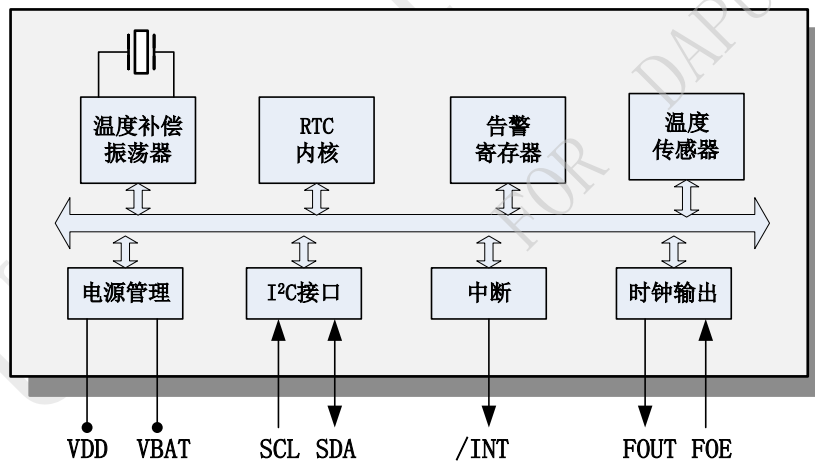 温度补偿
振荡器
RTC
内核
告警
寄存器
温度
传感器
电源管理
I²C接口
中断
时钟输出
VDD VBAT SCL SDA /INT FOUT FOE
FOR DAPU